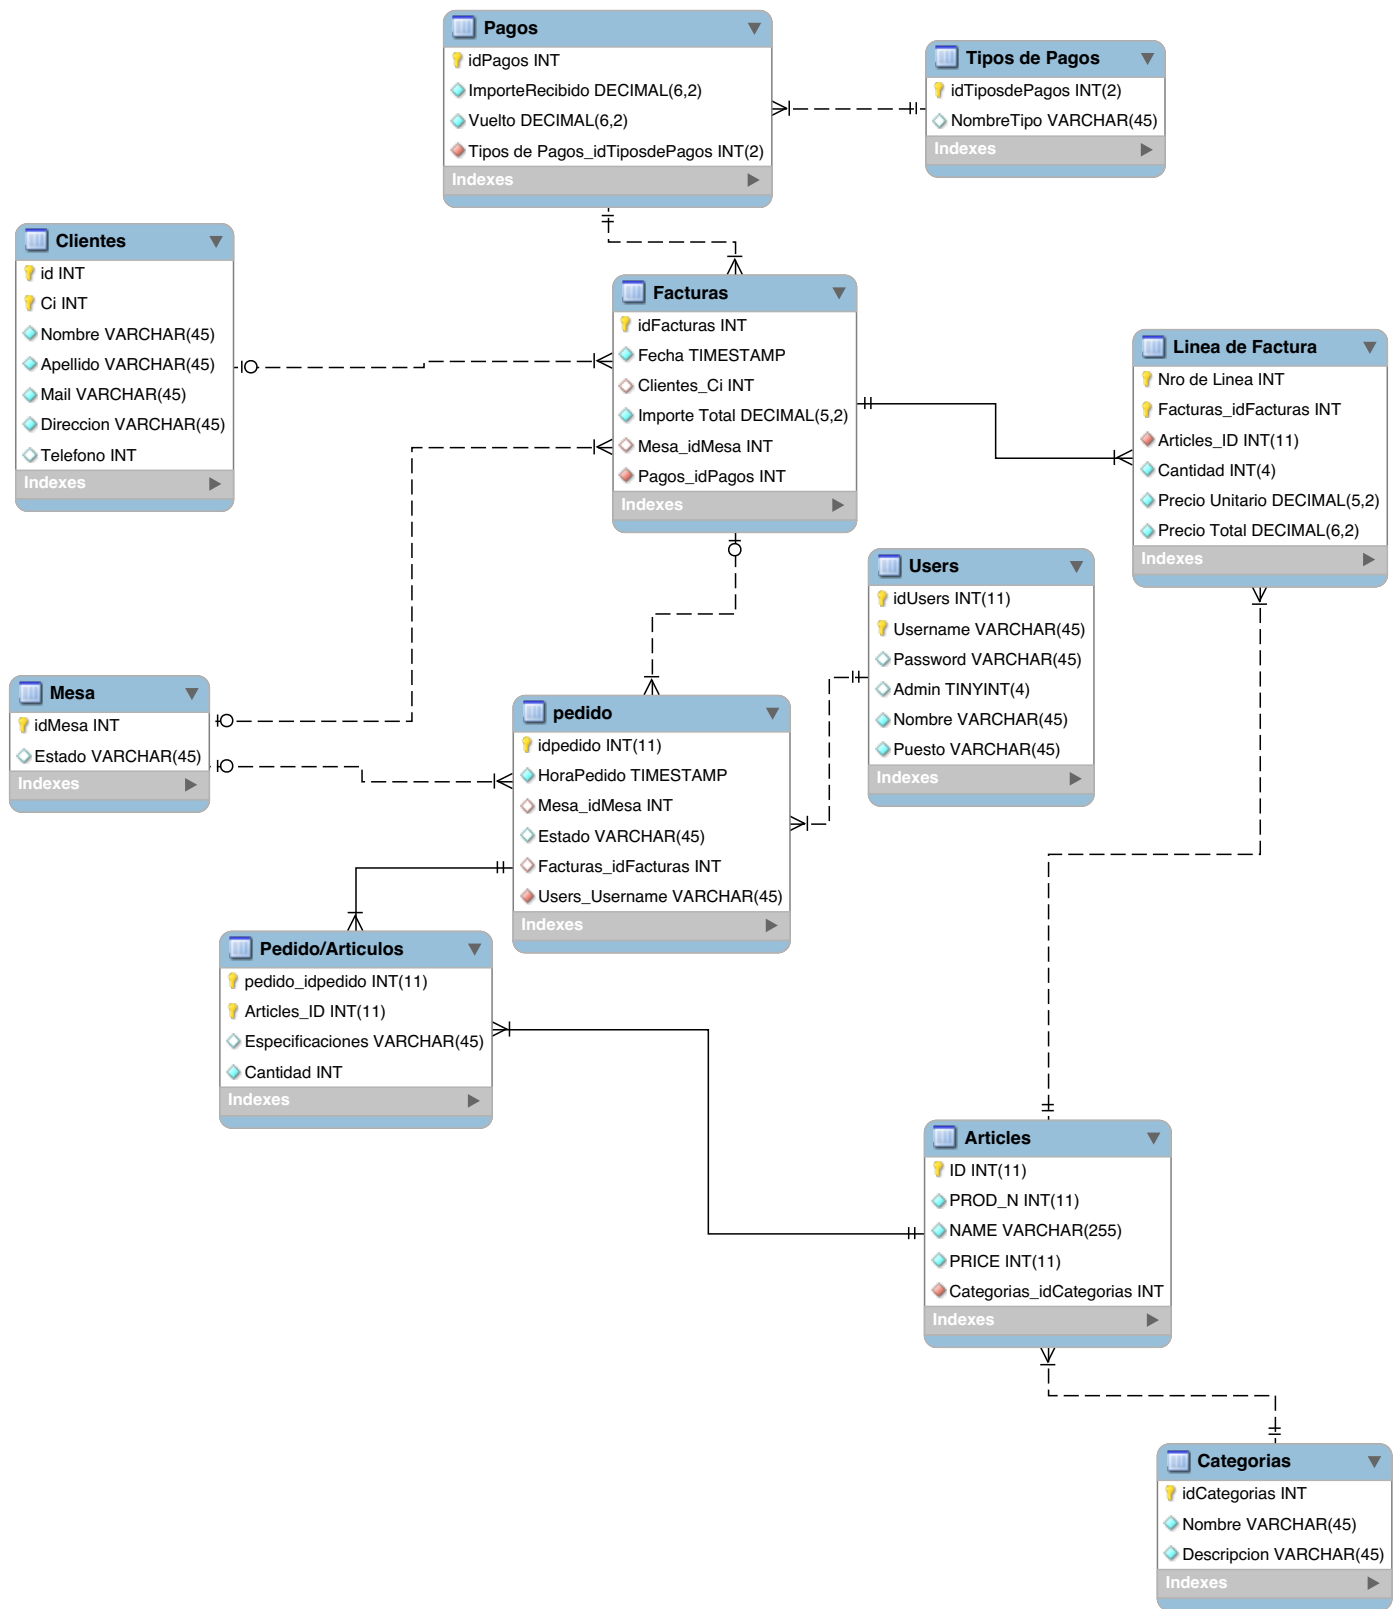 Pagos
idPagos INT
ImporteRecibido DECIMAL(6,2)
Vuelto DECIMAL(6,2)
Tipos de Pagos_idTiposdePagos INT(2)
Indexes
Tipos de Pagos
idTiposdePagos INT(2)
NombreTipo VARCHAR(45)
Indexes
Clientes
id INT
Ci INT
Nombre VARCHAR(45)
Apellido VARCHAR(45)
Mail VARCHAR(45)
Direccion VARCHAR(45)
Telefono INT
Indexes
Facturas
idFacturas INT
Fecha TIMESTAMP
Clientes_Ci INT
Importe Total DECIMAL(5,2)
Mesa_idMesa INT
Pagos_idPagos INT
Indexes
Linea de Factura
Nro de Linea INT
Facturas_idFacturas INT
Articles_ID INT(11)
Cantidad INT(4)
Precio Unitario DECIMAL(5,2)
Precio Total DECIMAL(6,2)
Indexes
Users
idUsers INT(11)
Username VARCHAR(45)
Password VARCHAR(45)
Admin TINYINT(4)
Nombre VARCHAR(45)
Puesto VARCHAR(45)
Indexes
Mesa
idMesa INT
Estado VARCHAR(45)
Indexes
pedido
idpedido INT(11)
HoraPedido TIMESTAMP
Mesa_idMesa INT
Estado VARCHAR(45)
Facturas_idFacturas INT
Users_Username VARCHAR(45)
Indexes
Pedido/Articulos
pedido_idpedido INT(11)
Articles_ID INT(11)
Especificaciones VARCHAR(45)
Cantidad INT
Indexes
Articles
ID INT(11)
PROD_N INT(11)
NAME VARCHAR(255)
PRICE INT(11)
Categorias_idCategorias INT
Indexes
Categorias
idCategorias INT
Nombre VARCHAR(45)
Descripcion VARCHAR(45)
Indexes